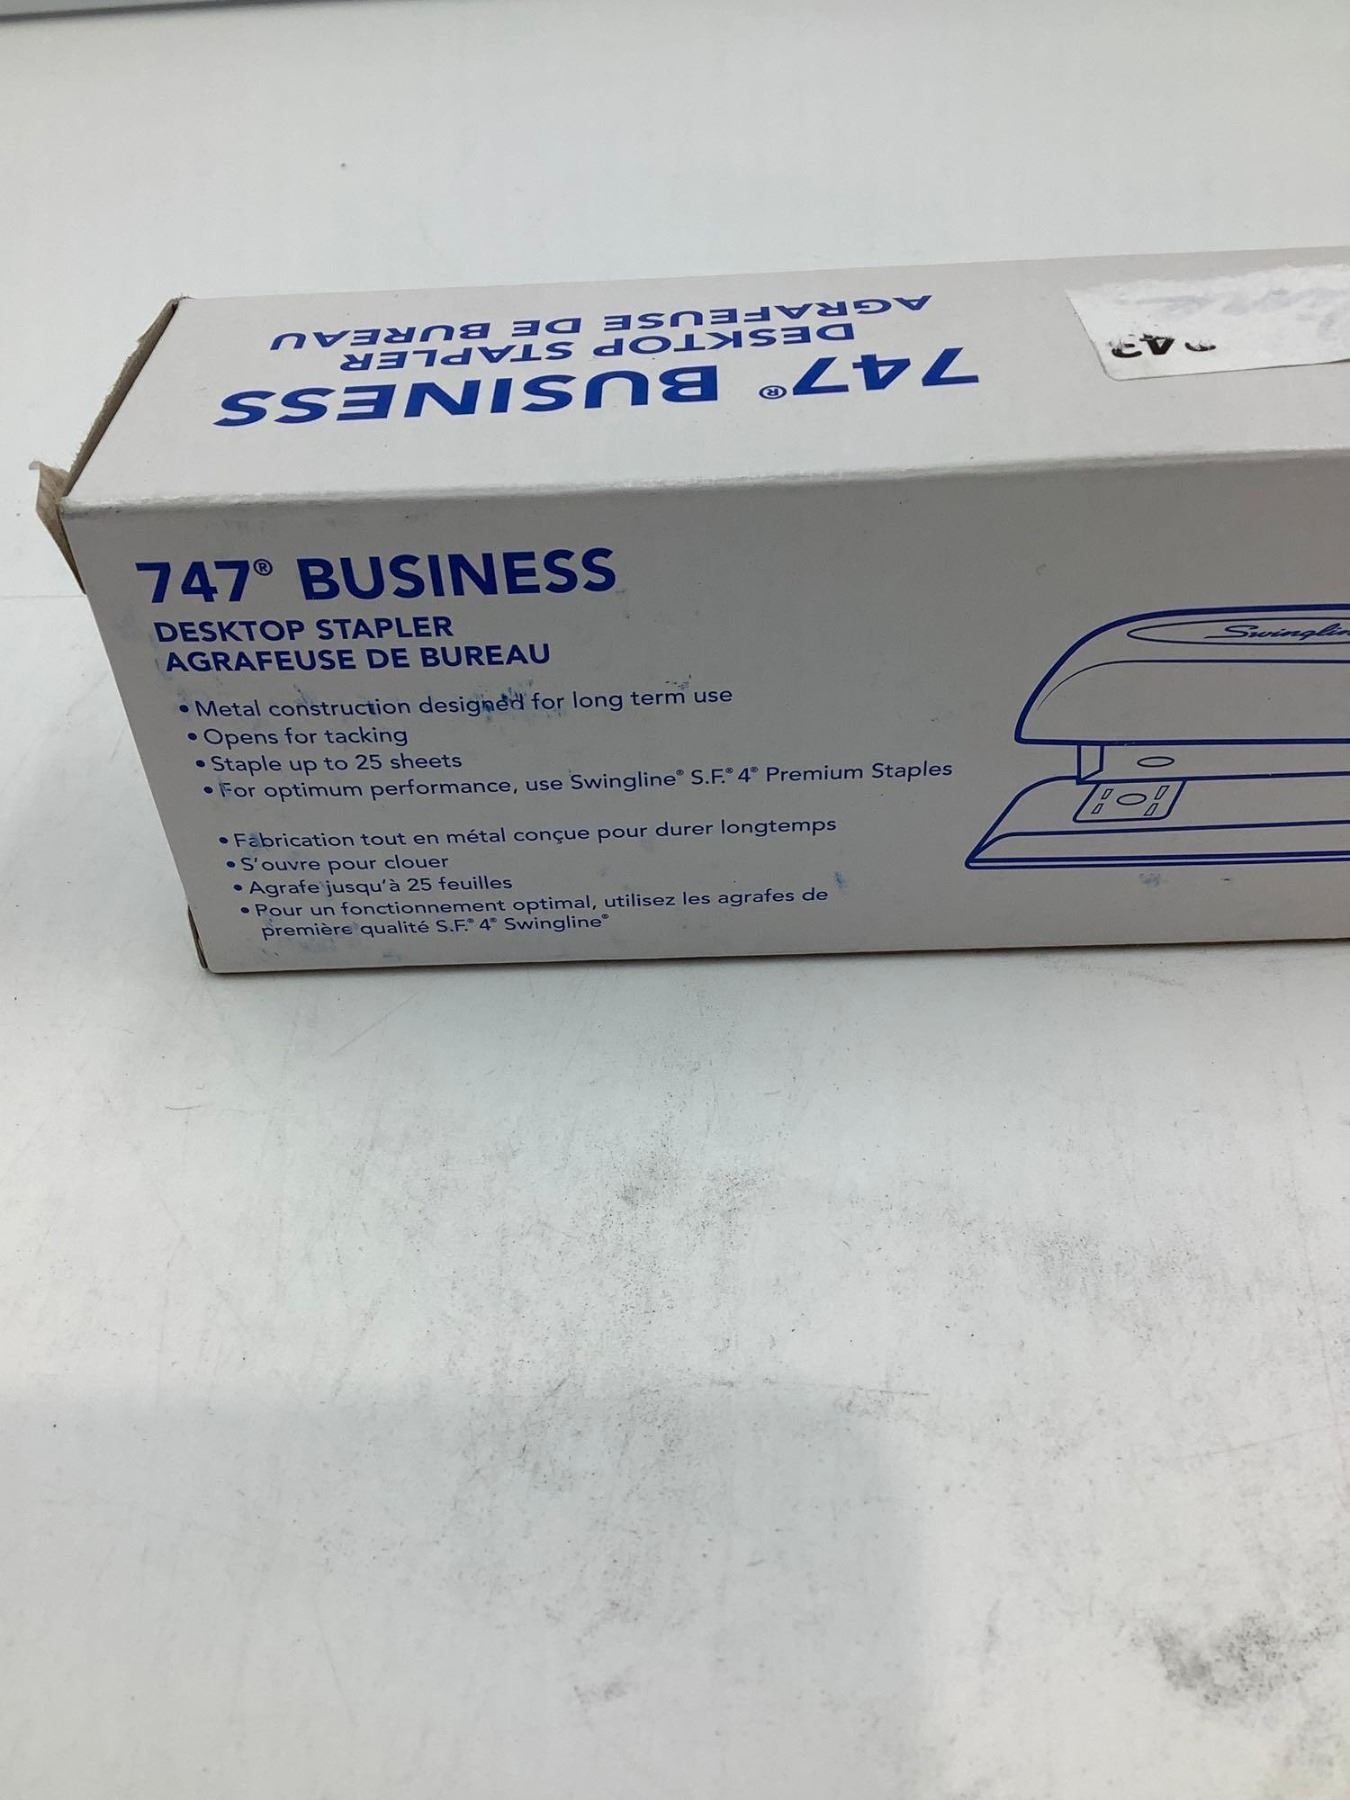 747® BUSINESS
DESKTOP STAPLER
AGRAFEUSE DE BUREAU
747® BUSINESS
DESKTOP STAPLER
AGRAFEUSE DE BUREAU
• Metal construction designed for long term use
• Opens for tacking
• Staple up to 25 sheets
• For optimum performance, use Swingline® S.F.® 4® Premium Staples
• Fabrication tout en métal conçue pour durer longtemps
• S'ouvre pour clouer
• Agrafe jusqu'à 25 feuilles
• Pour un fonctionnement optimal, utilisez les agrafes de
première qualité S.F.® 4® Swingline®
Swinglin